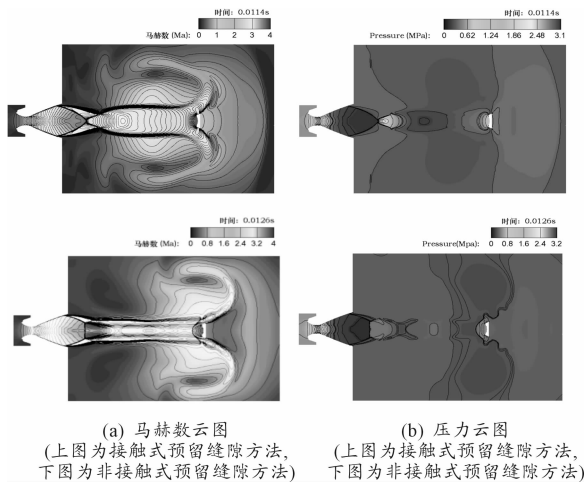 时间: 0.0114s
马赫数 (Ma):
0 1 2 3 4
时间: 0.0114s
Pressure (MPa)
0 0.62 1.24 1.86 2.48 3.1
时间: 0.0126s
马赫数 (Ma):
0 0.8 1.6 2.4 3.2 4
时间: 0.0126s
Pressure(Mpa):
0 0.8 1.6 2.4 3.2
(a) 马赫数云图
(上图为接触式预留缝隙方法,
下图为非接触式预留缝隙方法)
(b) 压力云图
(上图为接触式预留缝隙方法,
下图为非接触式预留缝隙方法)